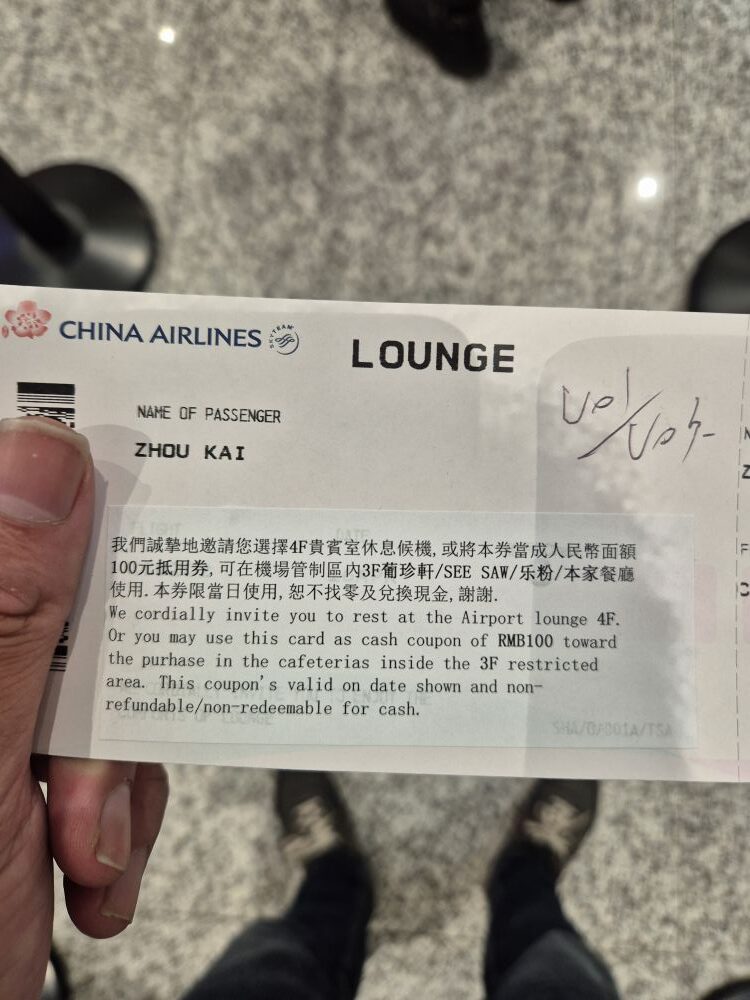 CHINA AIRLINES SKYTEAM
LOUNGE
NAME OF PASSENGER
ZHOU KAI
我們誠摯地邀請您選擇4F貴賓室休息候機,或將本券當成人民幣面額
100元抵用券,可在機場管制區內3F葡珍軒/SEE SAW/乐粉/本家餐廳
使用.本券限當日使用,恕不找零及兌換現金,謝謝.
We cordially invite you to rest at the Airport lounge 4F.
Or you may use this card as cash coupon of RMB100 toward
the purhase in the cafeterias inside the 3F restricted
area. This coupon's valid on date shown and non-
refundable/non-redeemable for cash.